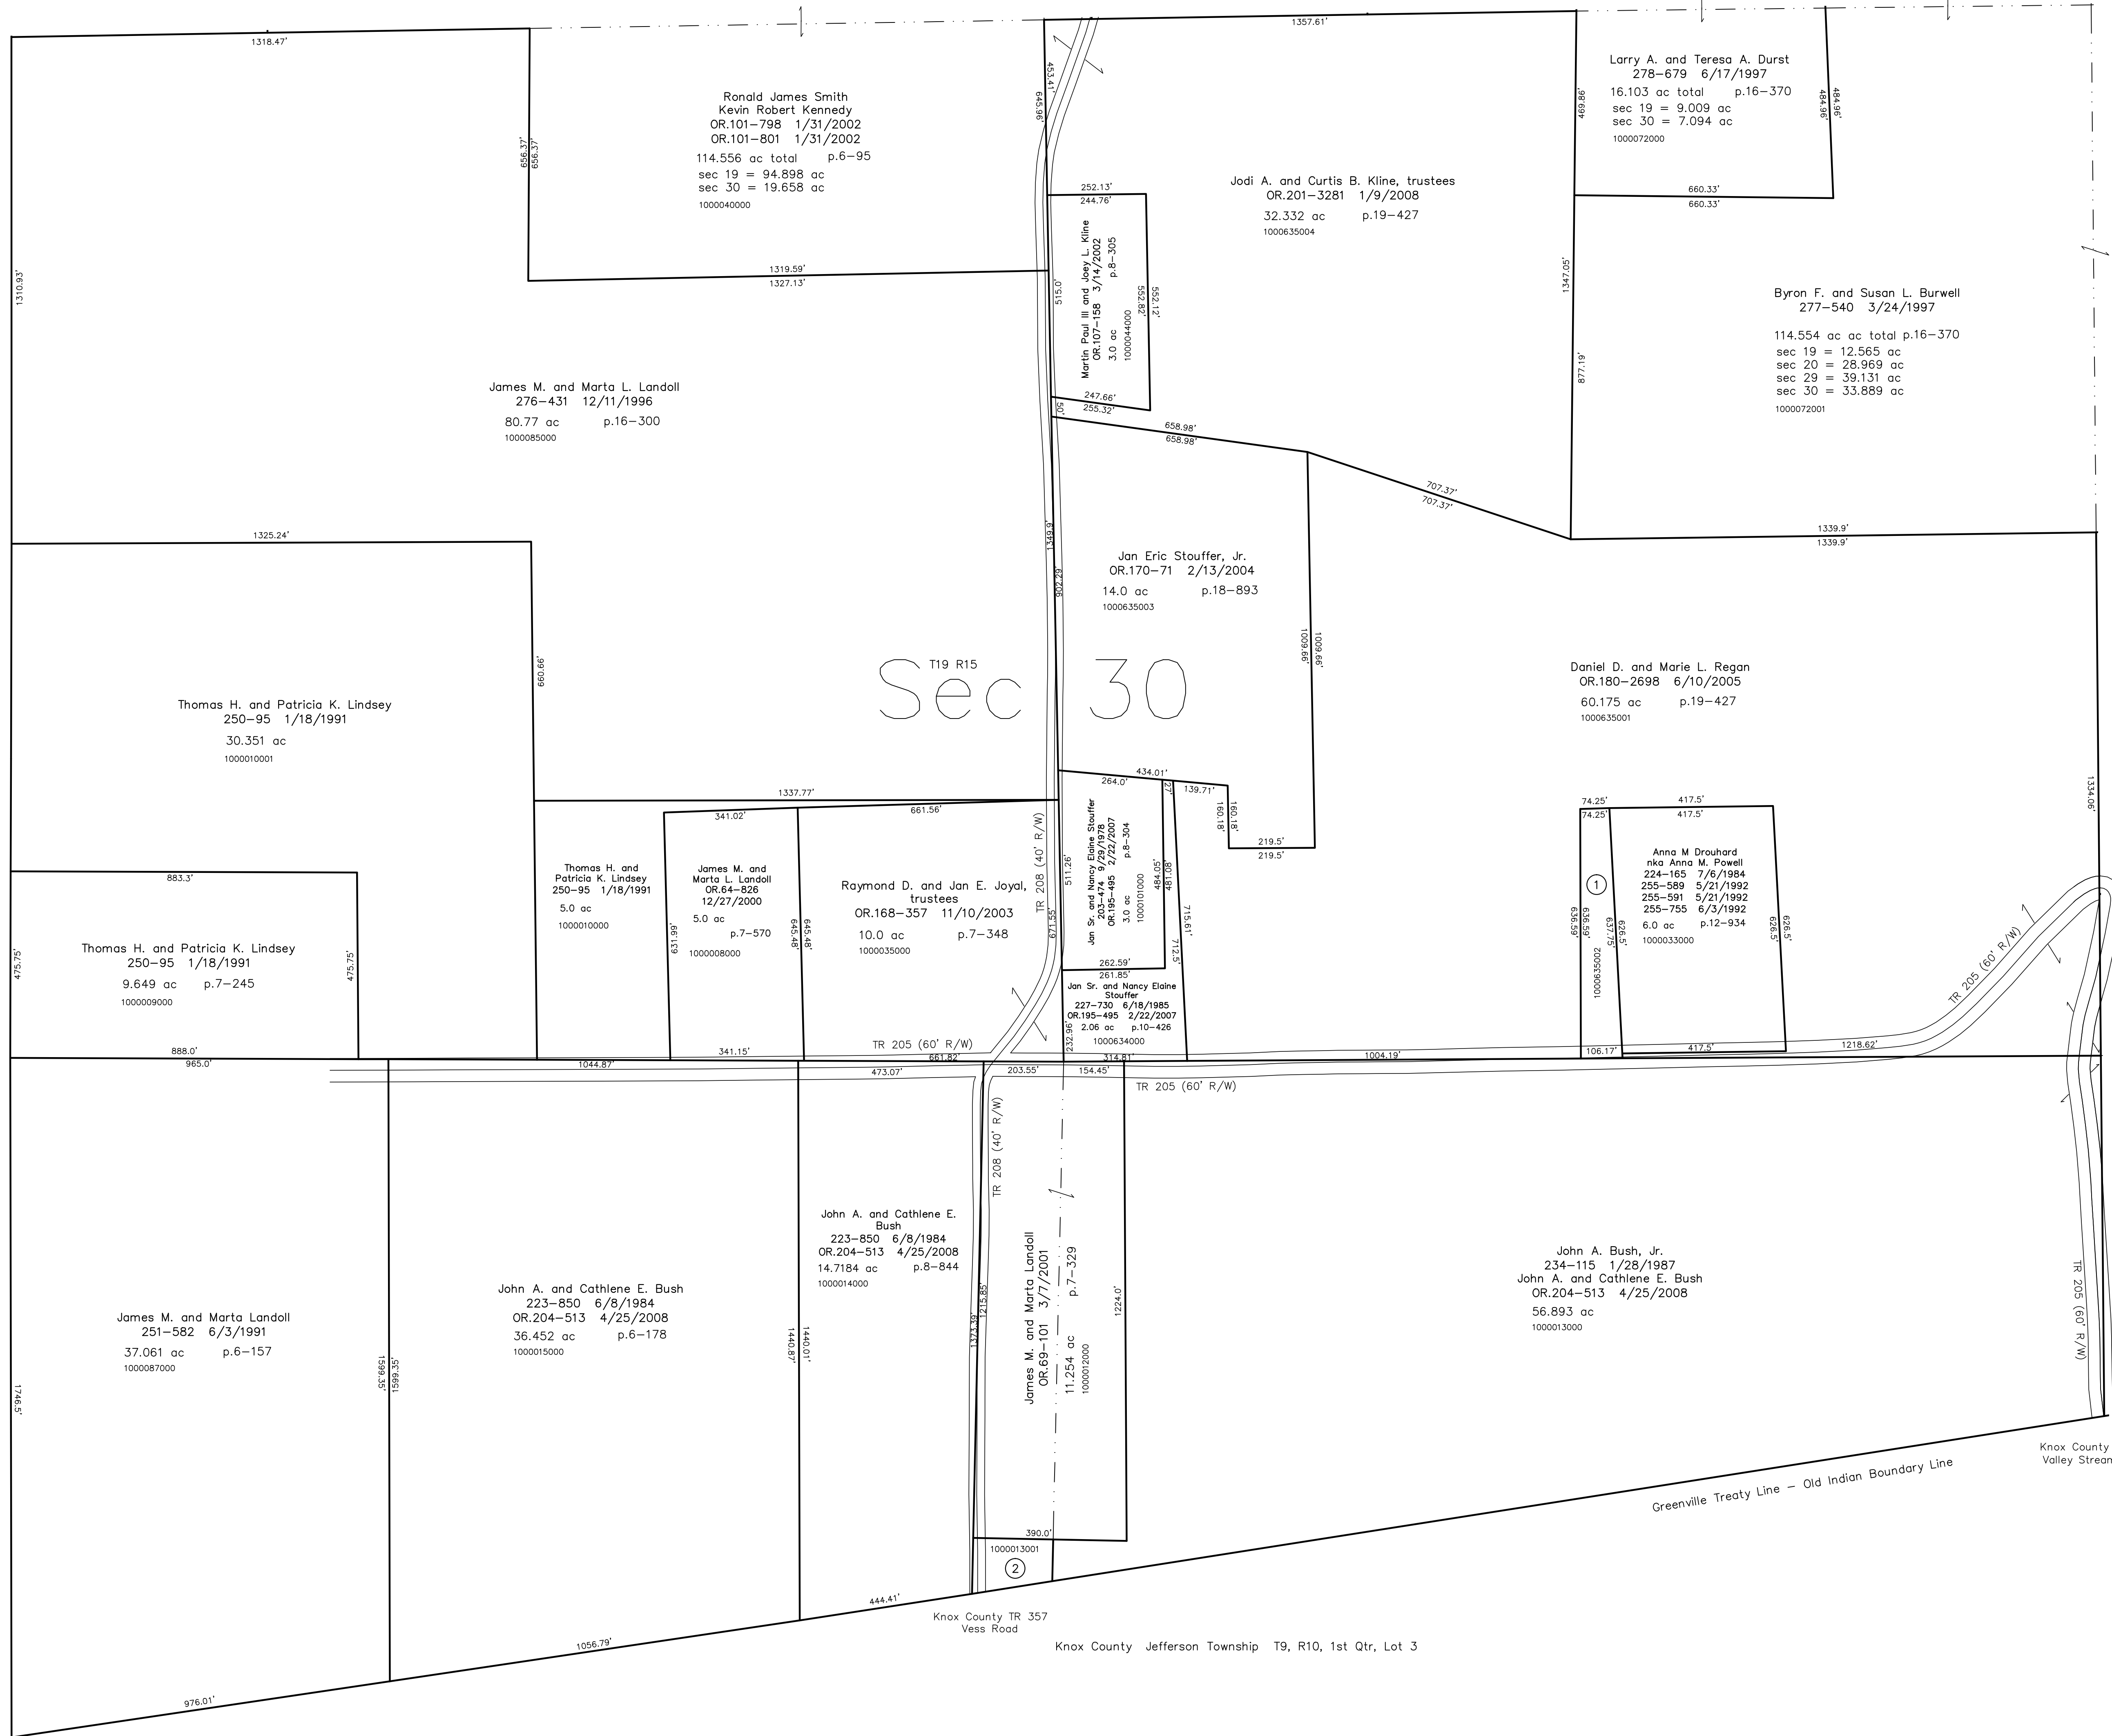 1318.47'
1357.61'
Ronald James Smith
Kevin Robert Kennedy
OR.101-798 1/31/2002
OR.101-801 1/31/2002
114.556 ac total p.6-95
sec 19 = 94.898 ac
sec 30 = 19.658 ac
1000040000
656.37'
656.37'
1319.59'
1327.13'
453.41'
645.96'
Larry A. and Teresa A. Durst
278-679 6/17/1997
16.103 ac total p.16-370
sec 19 = 9.009 ac
sec 30 = 7.094 ac
1000072000
469.86'
484.96'
484.96'
660.33'
660.33'
Jodi A. and Curtis B. Kline, trustees
OR.201-3281 1/9/2008
32.332 ac p.19-427
1000635004
1347.05'
877.19'
252.13'
244.76'
Martin Paul III and Joey L. Kline
OR.107-158 3/14/2002
3.0 ac p.8-305
1000044000
515.0'
552.82'
552.12'
247.66'
255.32'
50'
658.98'
658.98'
707.37'
707.37'
Byron F. and Susan L. Burwell
277-540 3/24/1997
114.554 ac ac total p.16-370
sec 19 = 12.565 ac
sec 20 = 28.969 ac
sec 29 = 39.131 ac
sec 30 = 33.889 ac
1000072001
1339.9'
1339.9'
1310.93'
James M. and Marta L. Landoll
276-431 12/11/1996
80.77 ac p.16-300
1000085000
1325.24'
660.66'
1349.9'
902.29'
Jan Eric Stouffer, Jr.
OR.170-71 2/13/2004
14.0 ac p.18-893
1000635003
1009.66'
1009.66'
T19 R15
Sec 30
Daniel D. and Marie L. Regan
OR.180-2698 6/10/2005
60.175 ac p.19-427
1000635001
1334.06'
Thomas H. and Patricia K. Lindsey
250-95 1/18/1991
30.351 ac
1000010001
1337.77'
341.02'
661.56'
434.01'
264.0'
27'
139.71'
160.18'
160.18'
219.5'
219.5'
Thomas H. and
Patricia K. Lindsey
250-95 1/18/1991
5.0 ac
1000010000
James M. and
Marta L. Landoll
OR.64-826
12/27/2000
5.0 ac
p.7-570
1000008000
631.99'
645.48'
645.48'
Raymond D. and Jan E. Joyal,
trustees
OR.168-357 11/10/2003
10.0 ac p.7-348
1000035000
TR 208 (40' R/W)
671.55'
511.26'
Jan Sr. and Nancy Elaine Stouffer
203-474 9/29/1978
OR.195-495 2/22/2007
3.0 ac p.8-304
1000101000
484.05'
481.08'
715.61'
712.5'
262.59'
261.85'
Jan Sr. and Nancy Elaine
Stouffer
227-730 6/18/1985
OR.195-495 2/22/2007
2.06 ac p.10-426
1000634000
232.96'
314.81'
74.25'
74.25'
417.5'
417.5'
1
636.59'
636.59'
637.75'
626.5'
1000635002
Anna M Drouhard
nka Anna M. Powell
224-165 7/6/1984
255-589 5/21/1992
255-591 5/21/1992
255-755 6/3/1992
6.0 ac p.12-934
1000033000
626.5'
626.5'
106.17'
417.5'
1218.62'
1004.19'
TR 205 (60' R/W)
883.3'
475.75'
475.75'
Thomas H. and Patricia K. Lindsey
250-95 1/18/1991
9.649 ac p.7-245
1000009000
888.0'
965.0'
1044.87'
341.15'
TR 205 (60' R/W)
661.82'
473.07'
203.55'
154.45'
TR 205 (60' R/W)
TR 208 (40' R/W)
John A. and Cathlene E.
Bush
223-850 6/8/1984
OR.204-513 4/25/2008
14.7184 ac p.8-844
1000014000
James M. and Marta Landoll
OR.69-101 3/7/2001
11.254 ac p.7-329
1000012000
1373.39'
1215.85'
1224.0'
John A. Bush, Jr.
234-115 1/28/1987
John A. and Cathlene E. Bush
OR.204-513 4/25/2008
56.893 ac
1000013000
TR 205 (60' R/W)
John A. and Cathlene E. Bush
223-850 6/8/1984
OR.204-513 4/25/2008
36.452 ac p.6-178
1000015000
1440.87'
1440.01'
James M. and Marta Landoll
251-582 6/3/1991
37.061 ac p.6-157
1000087000
1746.5'
1599.35'
1599.35'
390.0'
1000013001
2
Knox County
Valley Stream
Greenville Treaty Line - Old Indian Boundary Line
444.41'
Knox County TR 357
Vess Road
1056.79'
Knox County Jefferson Township T9, R10, 1st Qtr, Lot 3
976.01'